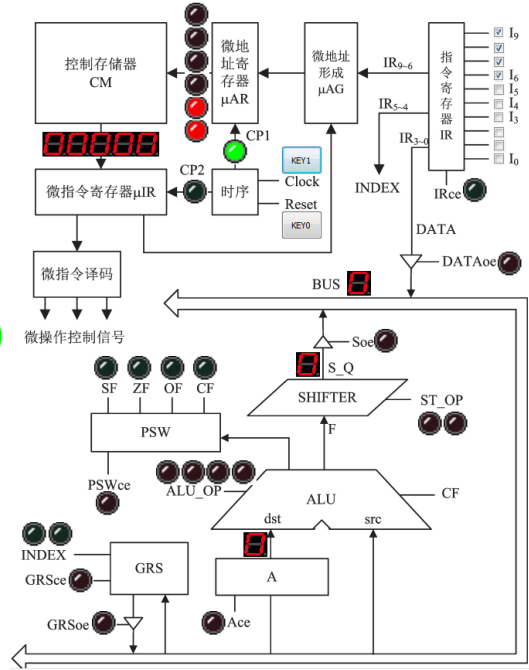 控制存储器
CM
微地址寄存器
μAR
微地址形成
μAG
指令寄存器
IR
IR9~6
IR5~4
IR3~0
I9
I6
I5
I4
I3
I0
CP1
KEY1
Clock
CP2
时序
Reset
KEY0
微指令寄存器μIR
INDEX
IRce
DATA
DATAoe
微指令译码
微操作控制信号
BUS
Soe
S_Q
SHIFTER
ST_OP
SF ZF OF CF
PSW
PSWce
F
ALU_OP
ALU
CF
dst src
INDEX
GRS
GRSce
GRSoe
A
Ace